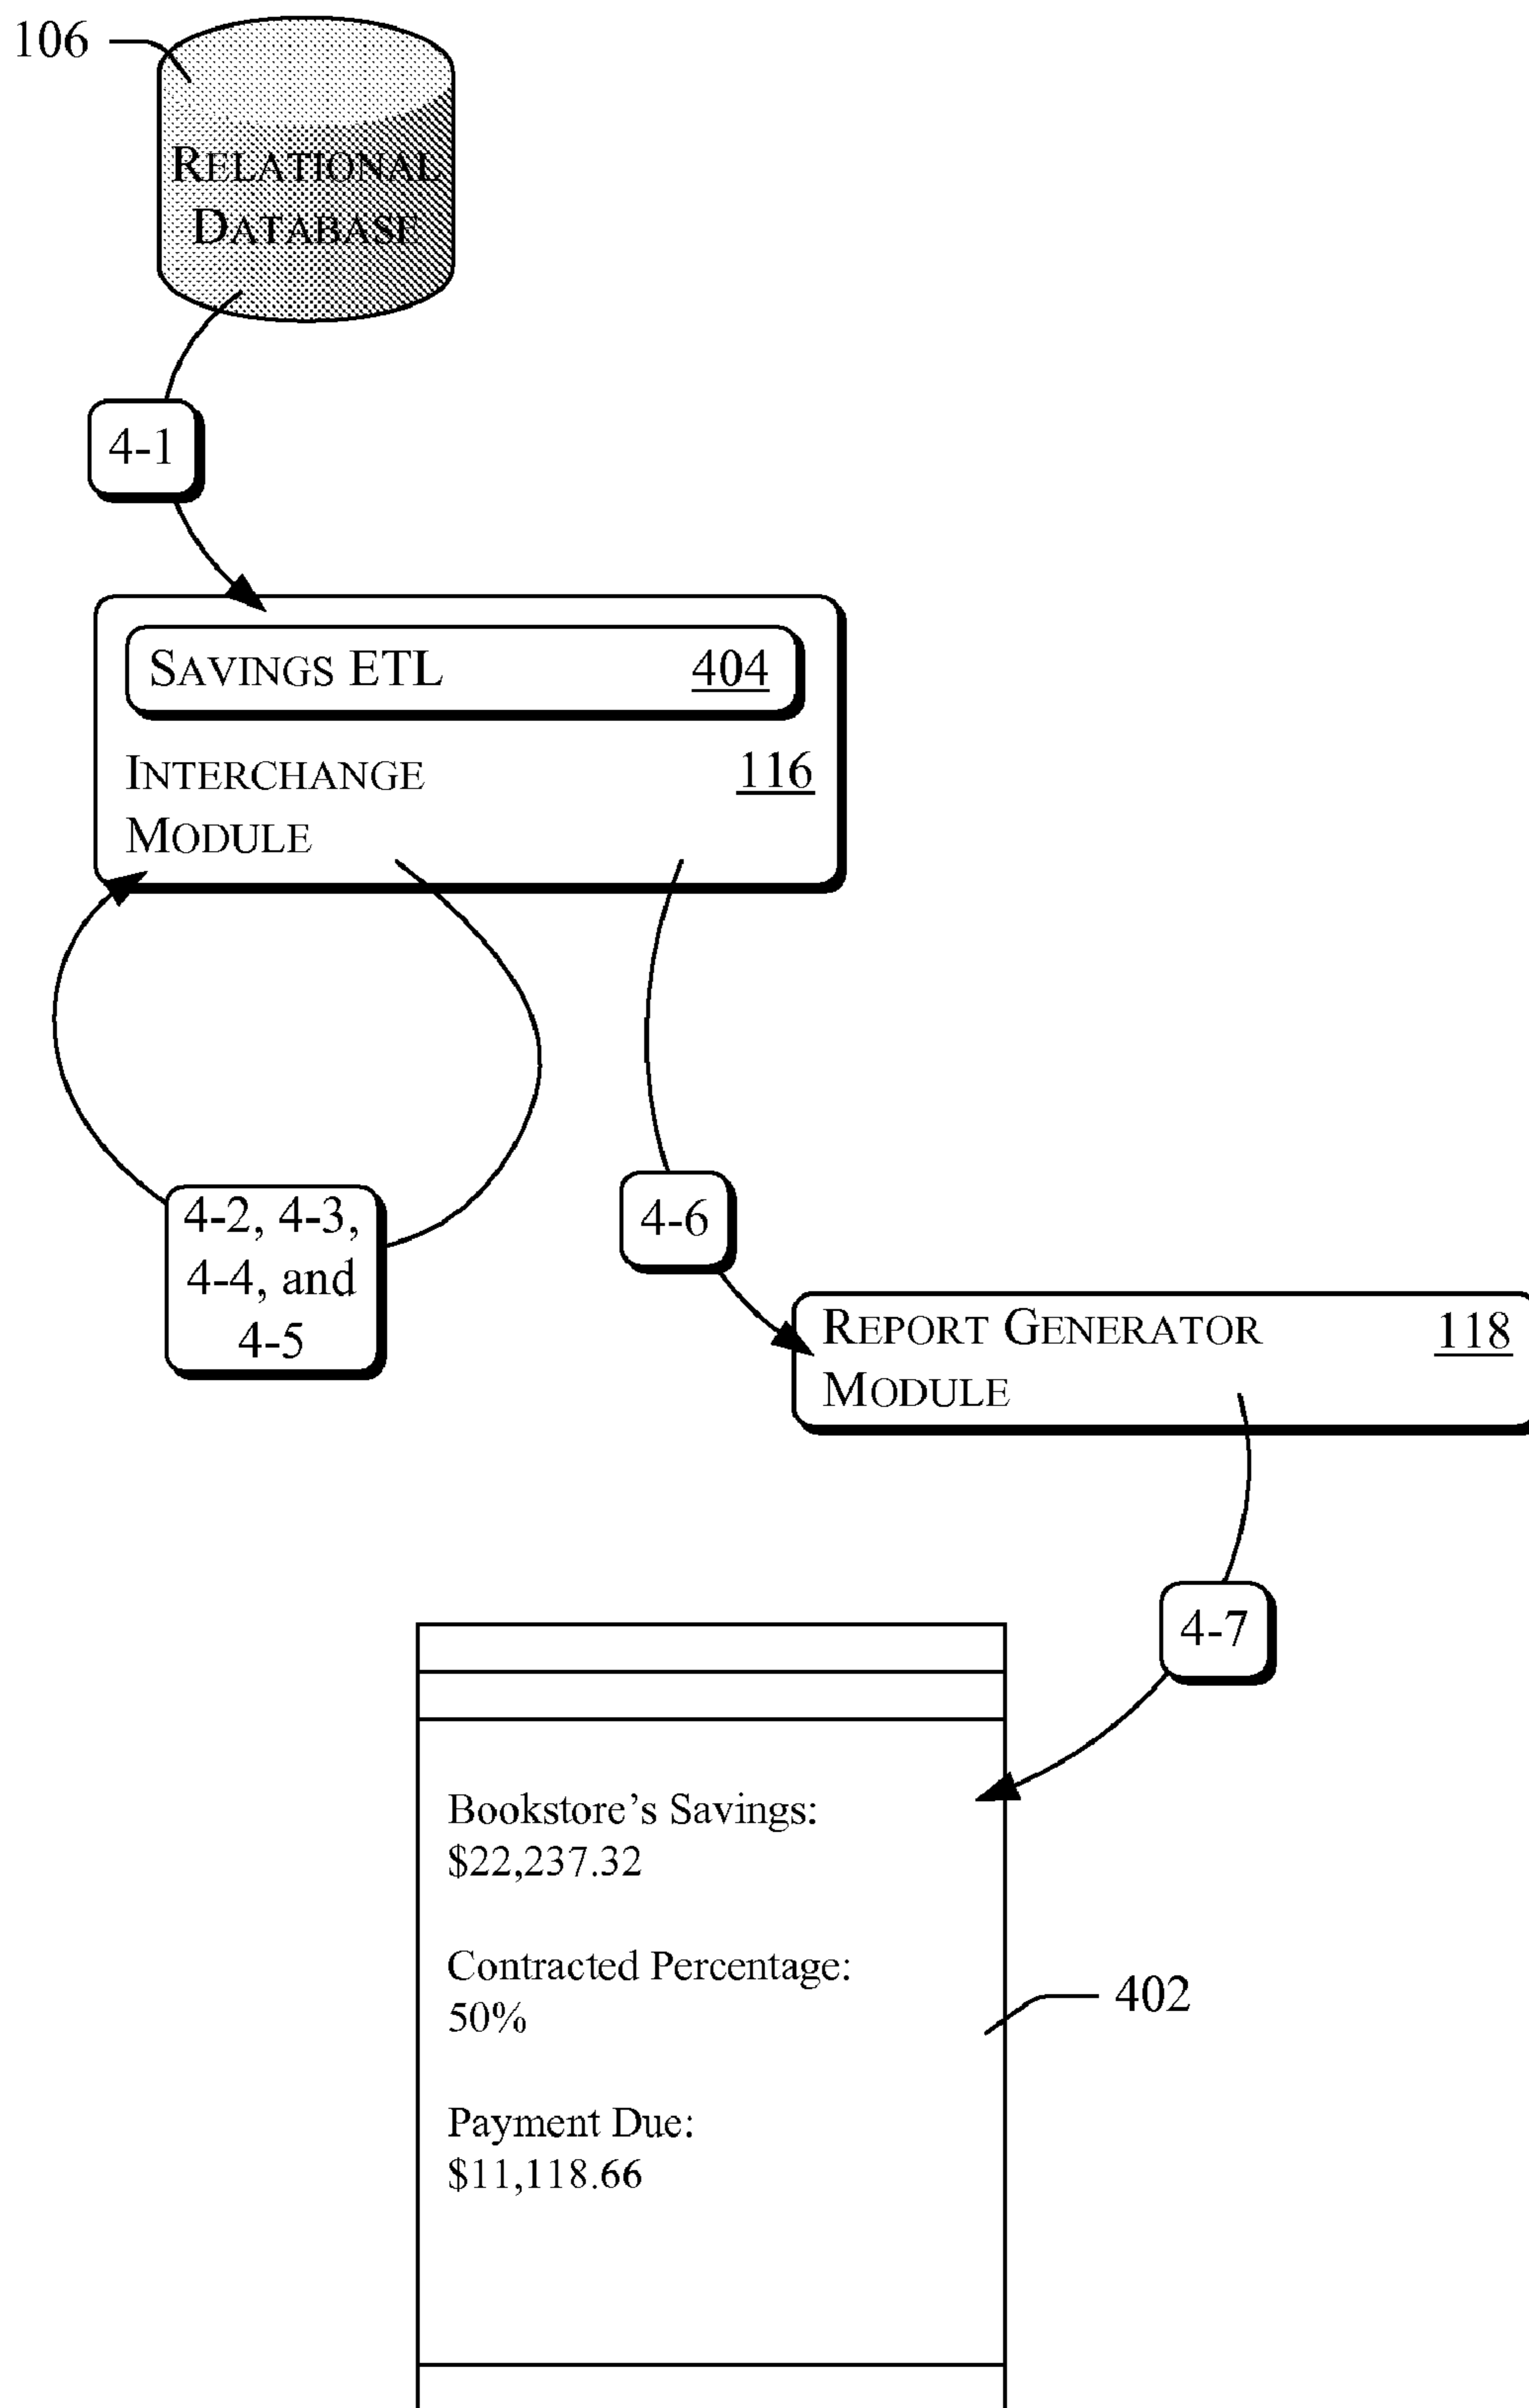 106
RELATIONAL
DATABASE
4-1
SAVINGS ETL 404
INTERCHANGE 116
MODULE
4-2, 4-3,
4-4, and
4-5
4-6
REPORT GENERATOR 118
MODULE
4-7
Bookstore’s Savings:
$22,237.32
Contracted Percentage:
50%
402
Payment Due:
$11,118.66